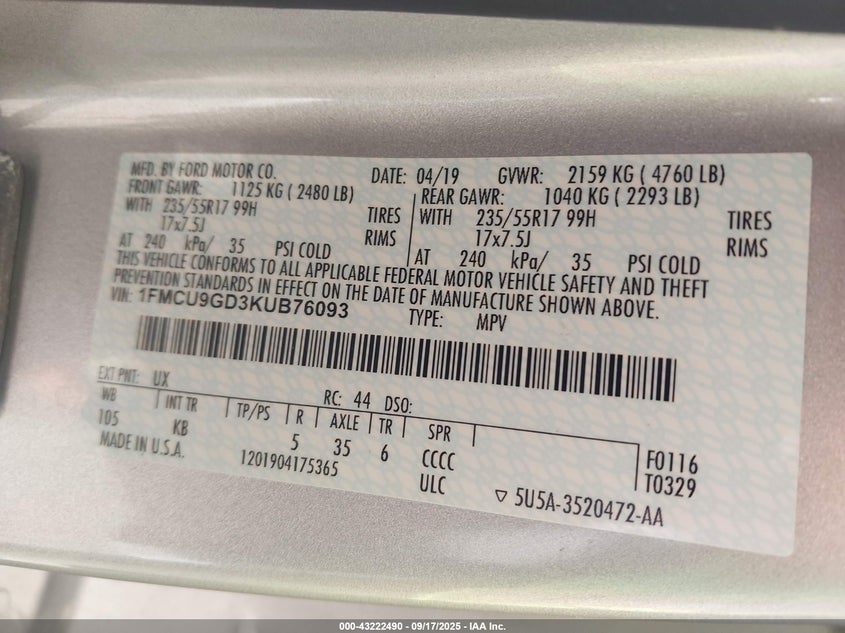 MFD. BY FORD MOTOR CO. DATE: 04/19 GVWR: 2159 KG ( 4760 LB)
FRONT GAWR: 1125 KG ( 2480 LB) REAR GAWR: 1040 KG ( 2293 LB)
WITH 235/55R17 99H TIRES WITH 235/55R17 99H TIRES
17x7.5J RIMS 17x7.5J RIMS
AT 240 kPa/ 35 PSI COLD AT 240 kPa/ 35 PSI COLD
THIS VEHICLE CONFORMS TO ALL APPLICABLE FEDERAL MOTOR VEHICLE SAFETY AND THEFT
PREVENTION STANDARDS IN EFFECT ON THE DATE OF MANUFACTURE SHOWN ABOVE.
VIN: 1FMCU9GD3KUB76093 TYPE: MPV
EXT PNT: UX RC: 44 DSO:
WB INT TR TP/PS R AXLE TR SPR
105 KB 5 35 6 CCCC F0116
MADE IN U.S.A. 1201904175365 ULC T0329
5U5A-3520472-AA
000-43222490 - 09/17/2025 - IAA Inc.